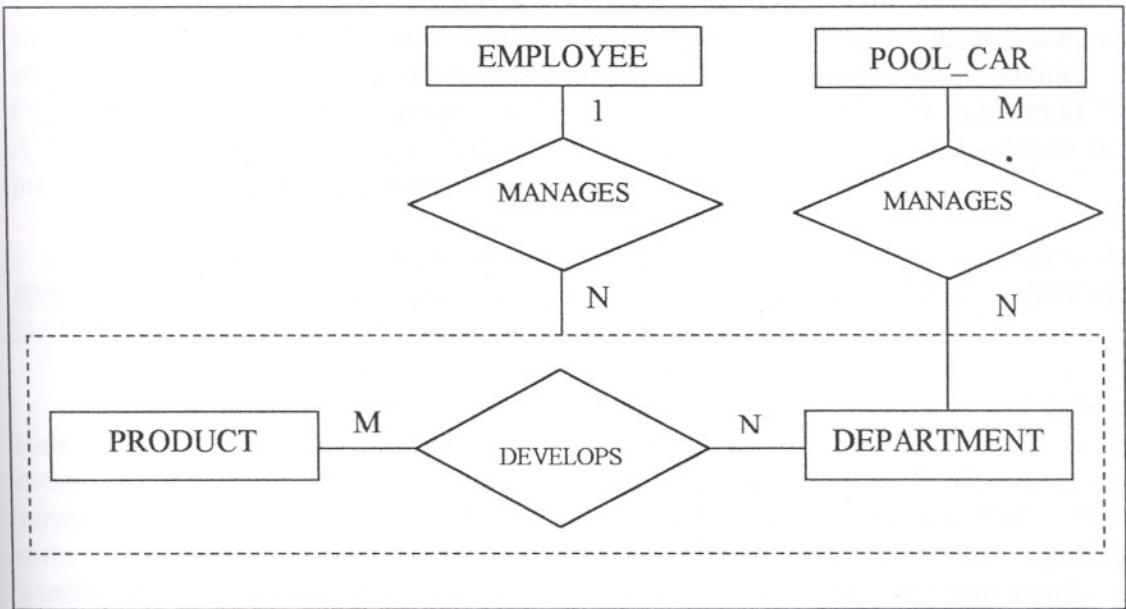 EMPLOYEE POOL_CAR
1 M
MANAGES MANAGES
N N
PRODUCT M DEVELOPS N DEPARTMENT